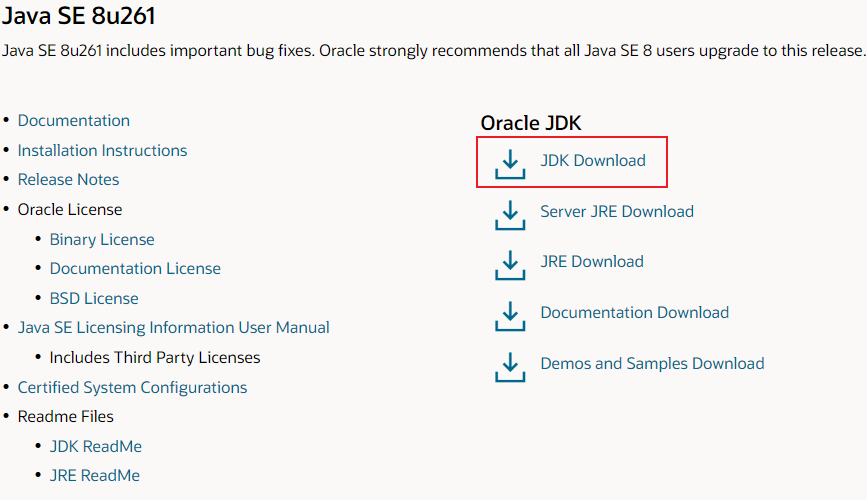 Java SE 8u261
Java SE 8u261 includes important bug fixes. Oracle strongly recommends that all Java SE 8 users upgrade to this release.
• Documentation
• Installation Instructions
• Release Notes
• Oracle License
• Binary License
• Documentation License
• BSD License
• Java SE Licensing Information User Manual
• Includes Third Party Licenses
• Certified System Configurations
• Readme Files
• JDK ReadMe
• JRE ReadMe
Oracle JDK
JDK Download
Server JRE Download
JRE Download
Documentation Download
Demos and Samples Download